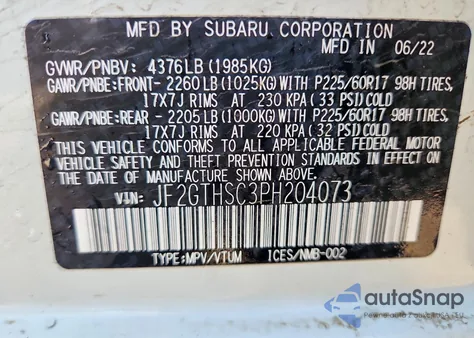 MFD BY SUBARU CORPORATION
MFD IN 06/22
GVWR/PNBV: 4376LB (1985KG)
GAWR/PNBE:FRONT- 2260LB (1025KG) WITH P225/60R17 98H TIRES,
17X7J RIMS AT 230 KPA (33 PSI) COLD
GAWR/PNBE:REAR - 2205LB (1000KG) WITH P225/60R17 98H TIRES,
17X7J RIMS AT 220 KPA (32 PSI) COLD
THIS VEHICLE CONFORMS TO ALL APPLICABLE FEDERAL MOTOR
VEHICLE SAFETY AND THEFT PREVENTION STANDARDS IN EFFECT ON
THE DATE OF MANUFACTURE SHOWN ABOVE.
VIN: JF2GTHSC3PH204073
TYPE:MPV/VTUM ICES/NMB-002
autoSnap